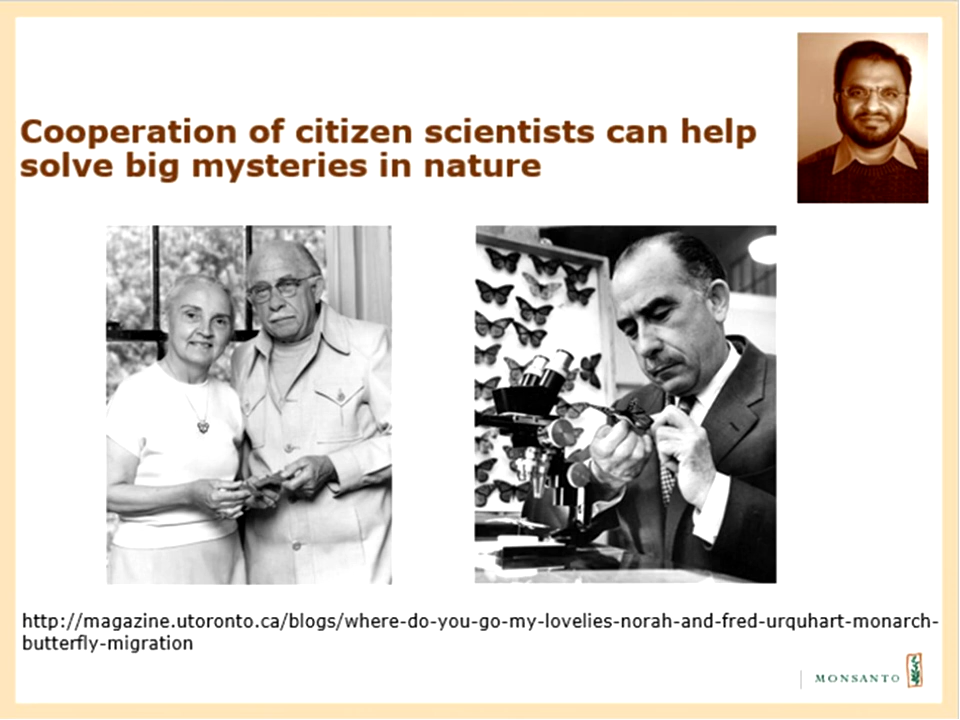 Cooperation of citizen scientists can help
solve big mysteries in nature
http://magazine.utoronto.ca/blogs/where-do-you-go-my-lovelies-norah-and-fred-urquhart-monarch-
butterfly-migration
MONSANTO